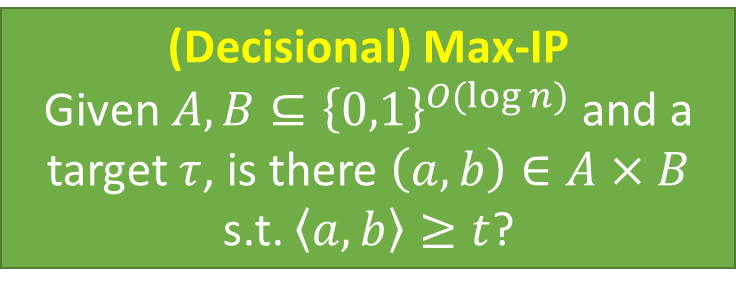 (Decisional) Max-IP
Given A, B ⊆ {0,1}^{O(log n)} and a
target τ, is there (a, b) ∈ A × B
s.t. ⟨a, b⟩ ≥ t?